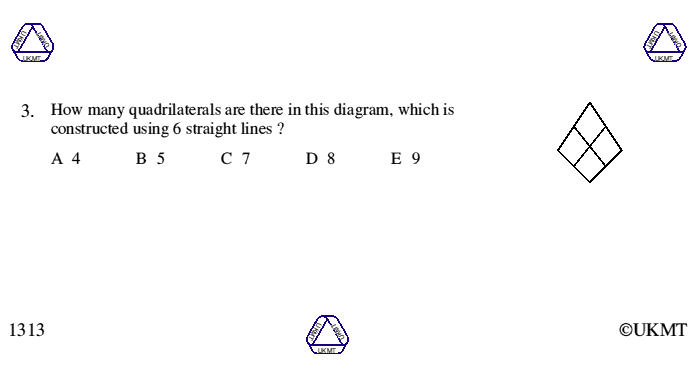 UKMT UKMT UKMT
UKMT UKMT UKMT
3. How many quadrilaterals are there in this diagram, which is
constructed using 6 straight lines ?
A 4 B 5 C 7 D 8 E 9
1313
UKMT UKMT UKMT
©UKMT